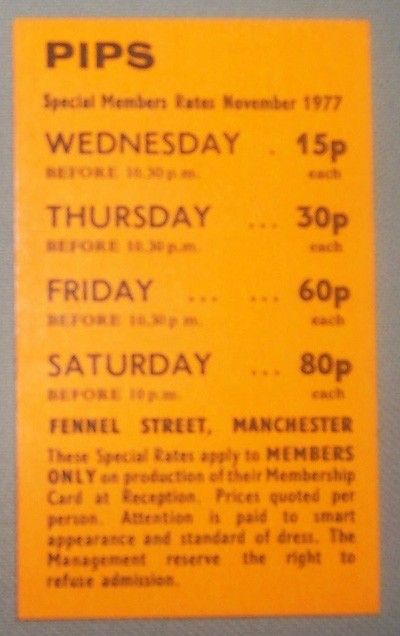 PIPS
Special Members Rates November 1977
WEDNESDAY . 15p
BEFORE 10.30 p.m. each
THURSDAY ... 30p
BEFORE 10.30 p.m. each
FRIDAY ... ... 60p
BEFORE 10.30 p.m. each
SATURDAY ... 80p
BEFORE 10 p.m. each
FENNEL STREET, MANCHESTER
These Special Rates apply to MEMBERS
ONLY on production of their Membership
Card at Reception. Prices quoted per
person. Attention is paid to smart
appearance and standard of dress. The
Management reserve the right to
refuse admission.